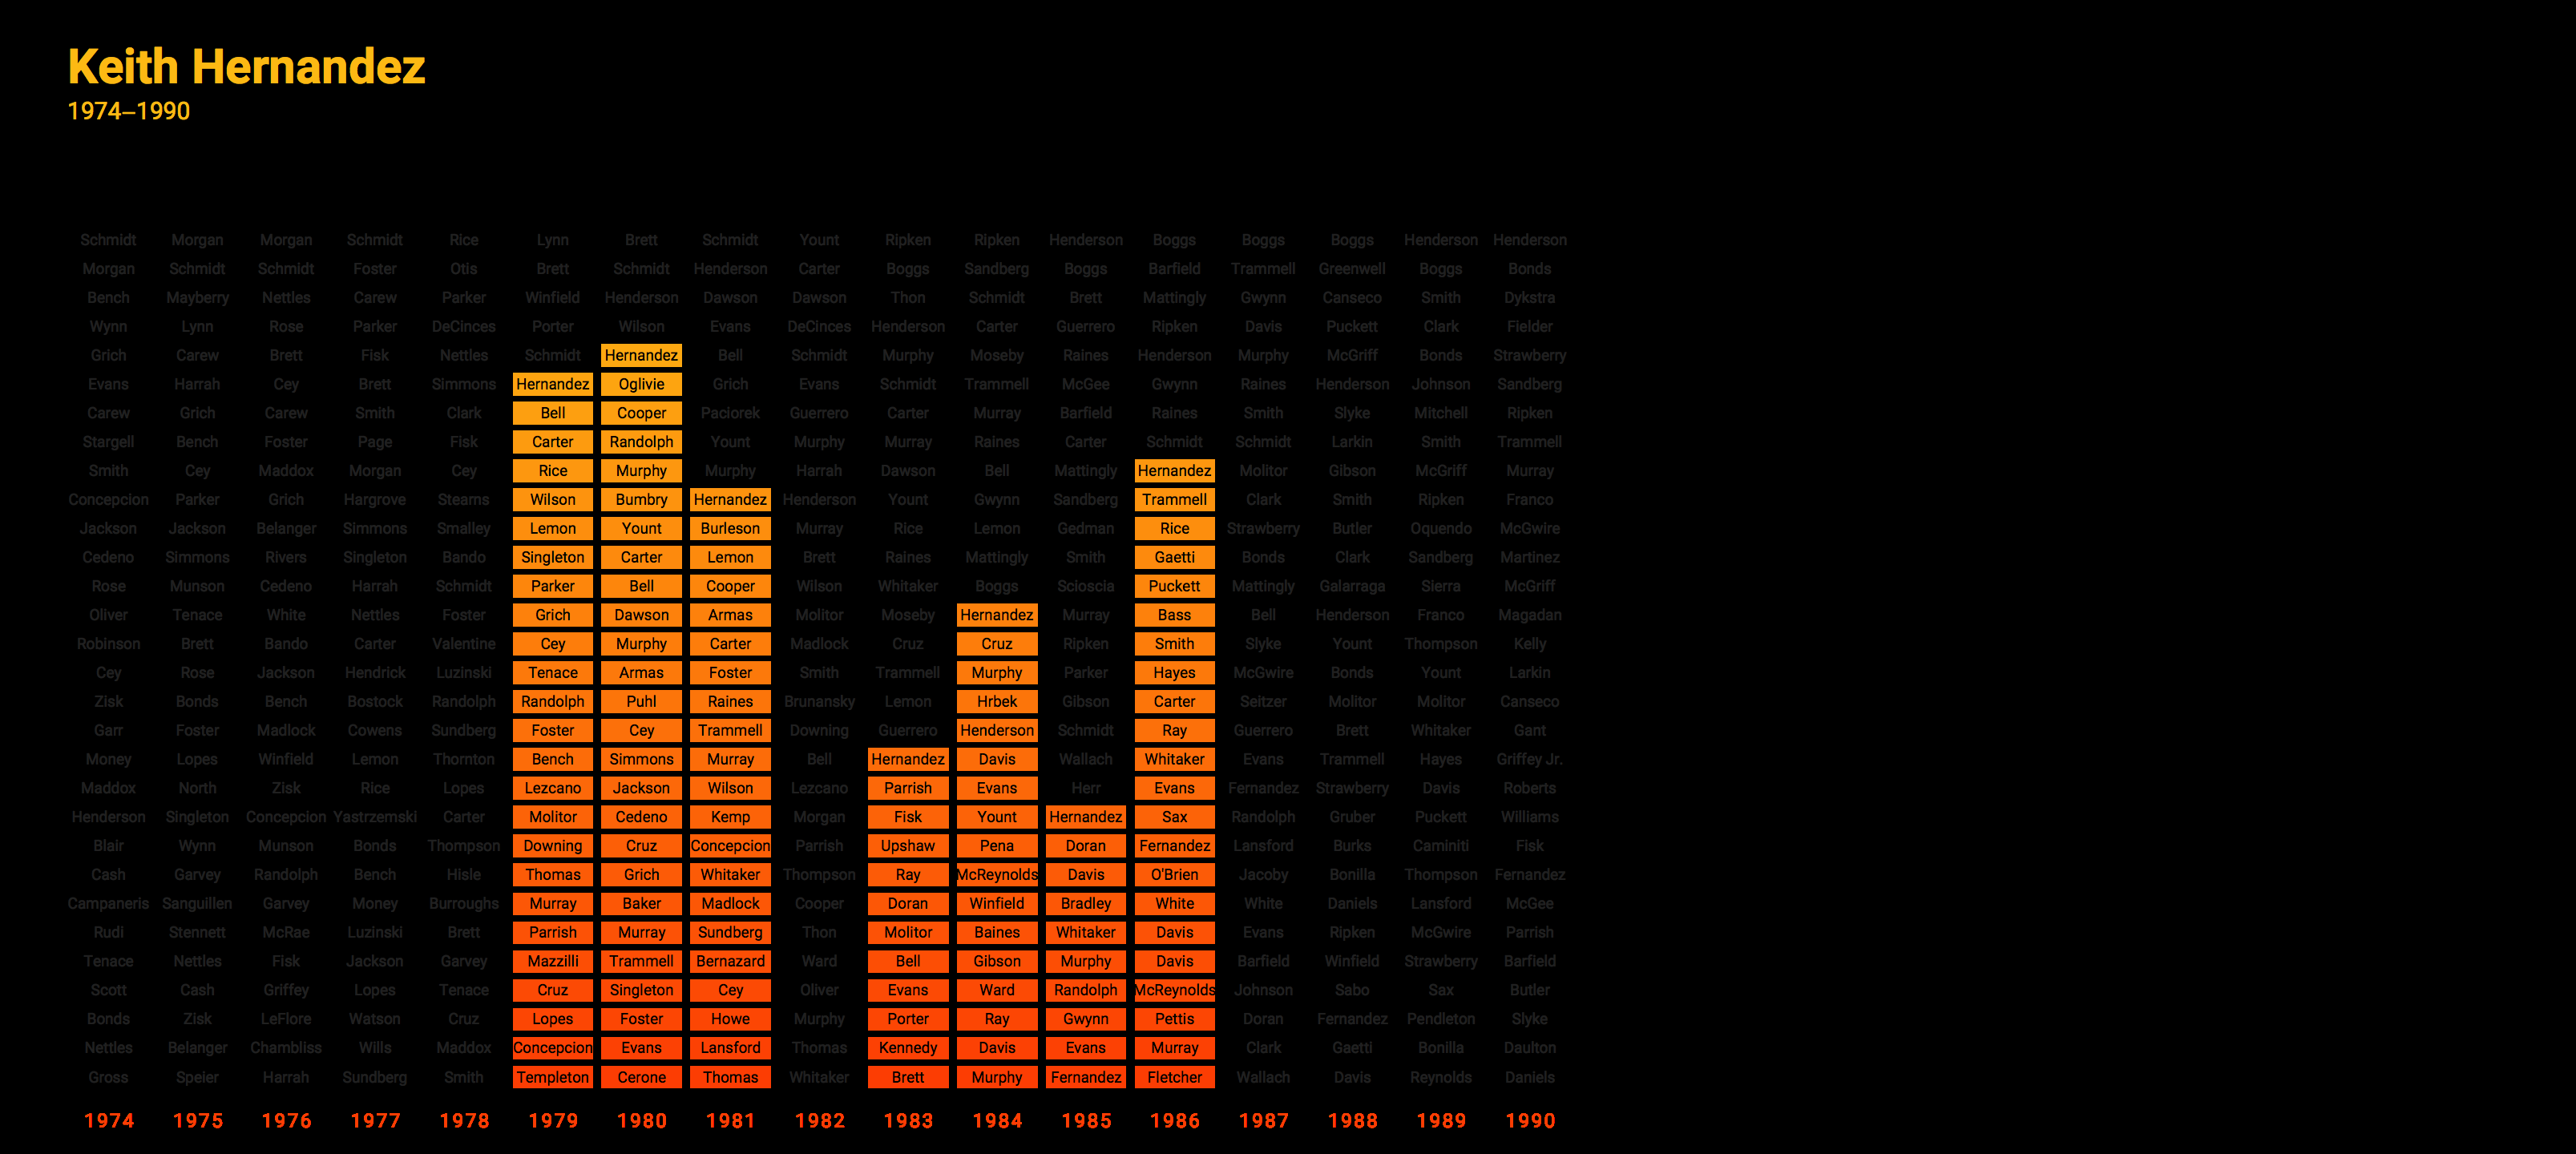 Keith Hernandez
1974–1990
Schmidt Morgan Morgan Schmidt Rice Lynn Brett Schmidt Yount Ripken Ripken Henderson Boggs Boggs Boggs Henderson Henderson
Morgan Schmidt Schmidt Foster Otis Brett Schmidt Henderson Carter Boggs Sandberg Boggs Barfield Trammell Greenwell Boggs Bonds
Bench Mayberry Nettles Carew Parker Winfield Henderson Dawson Dawson Thon Schmidt Brett Mattingly Gwynn Canseco Smith Dykstra
Wynn Lynn Rose Parker DeCinces Porter Wilson Evans DeCinces Henderson Carter Guerrero Ripken Davis Puckett Clark Fielder
Grich Carew Brett Fisk Nettles Schmidt Hernandez Bell Schmidt Murphy Moseby Raines Henderson Murphy McGriff Bonds Strawberry
Evans Harrah Cey Brett Simmons Hernandez Oglivie Grich Evans Schmidt Trammell McGee Gwynn Raines Henderson Johnson Sandberg
Carew Grich Carew Smith Clark Bell Cooper Paciorek Guerrero Carter Murray Barfield Raines Smith Slyke Mitchell Ripken
Stargell Bench Foster Page Fisk Carter Randolph Yount Murphy Murray Raines Carter Schmidt Schmidt Larkin Smith Trammell
Smith Cey Maddox Morgan Cey Rice Murphy Murphy Harrah Dawson Bell Mattingly Hernandez Molitor Gibson McGriff Murray
Concepcion Parker Grich Hargrove Stearns Wilson Bumbry Hernandez Henderson Yount Gwynn Sandberg Trammell Clark Smith Ripken Franco
Jackson Jackson Belanger Simmons Smalley Lemon Yount Burleson Murray Rice Lemon Gedman Rice Strawberry Butler Oquendo McGwire
Cedeno Simmons Rivers Singleton Bando Singleton Carter Lemon Brett Raines Mattingly Smith Gaetti Bonds Clark Sandberg Martinez
Rose Munson Cedeno Harrah Schmidt Parker Bell Cooper Wilson Whitaker Boggs Scioscia Puckett Mattingly Galarraga Sierra McGriff
Oliver Tenace White Nettles Foster Grich Dawson Armas Molitor Moseby Hernandez Murray Bass Bell Henderson Franco Magadan
Robinson Brett Bando Carter Valentine Cey Murphy Carter Madlock Cruz Cruz Ripken Smith Slyke Yount Thompson Kelly
Cey Rose Jackson Hendrick Luzinski Tenace Armas Foster Smith Trammell Murphy Parker Hayes McGwire Bonds Yount Larkin
Zisk Bonds Bench Bostock Randolph Randolph Puhl Raines Brunansky Lemon Hrbek Gibson Carter Seitzer Molitor Molitor Canseco
Garr Foster Madlock Cowens Sundberg Foster Cey Trammell Downing Guerrero Henderson Schmidt Ray Guerrero Brett Whitaker Gant
Money Lopes Winfield Lemon Thornton Bench Simmons Murray Bell Hernandez Davis Wallach Whitaker Evans Trammell Hayes Griffey Jr.
Maddox North Zisk Rice Lopes Lezcano Jackson Wilson Lezcano Parrish Evans Herr Evans Fernandez Strawberry Davis Roberts
Henderson Singleton Concepcion Yastrzemski Carter Molitor Cedeno Kemp Morgan Fisk Yount Hernandez Sax Randolph Gruber Puckett Williams
Blair Wynn Munson Bonds Thompson Downing Cruz Concepcion Parrish Upshaw Pena Doran Fernandez Lansford Burks Caminiti Fisk
Cash Garvey Randolph Bench Hisle Thomas Grich Whitaker Thompson Ray McReynolds Davis O'Brien Jacoby Bonilla Thompson Fernandez
Campaneris Sanguillen Garvey Money Burroughs Murray Baker Madlock Cooper Doran Winfield Bradley White White Daniels Lansford McGee
Rudi Stennett McRae Luzinski Brett Parrish Murray Sundberg Thon Molitor Baines Whitaker Davis Evans Ripken McGwire Parrish
Tenace Nettles Fisk Jackson Garvey Mazzilli Trammell Bernazard Ward Bell Gibson Murphy Davis Barfield Winfield Strawberry Barfield
Scott Cash Griffey Lopes Tenace Cruz Singleton Cey Oliver Evans Ward Randolph McReynolds Johnson Sabo Sax Butler
Bonds Zisk LeFlore Watson Cruz Lopes Foster Howe Murphy Porter Ray Gwynn Pettis Doran Fernandez Pendleton Slyke
Nettles Belanger Chambliss Wills Maddox Concepcion Evans Lansford Thomas Kennedy Davis Evans Murray Clark Gaetti Bonilla Daulton
Gross Speier Harrah Sundberg Smith Templeton Cerone Thomas Whitaker Brett Murphy Fernandez Fletcher Wallach Davis Reynolds Daniels
1974 1975 1976 1977 1978 1979 1980 1981 1982 1983 1984 1985 1986 1987 1988 1989 1990